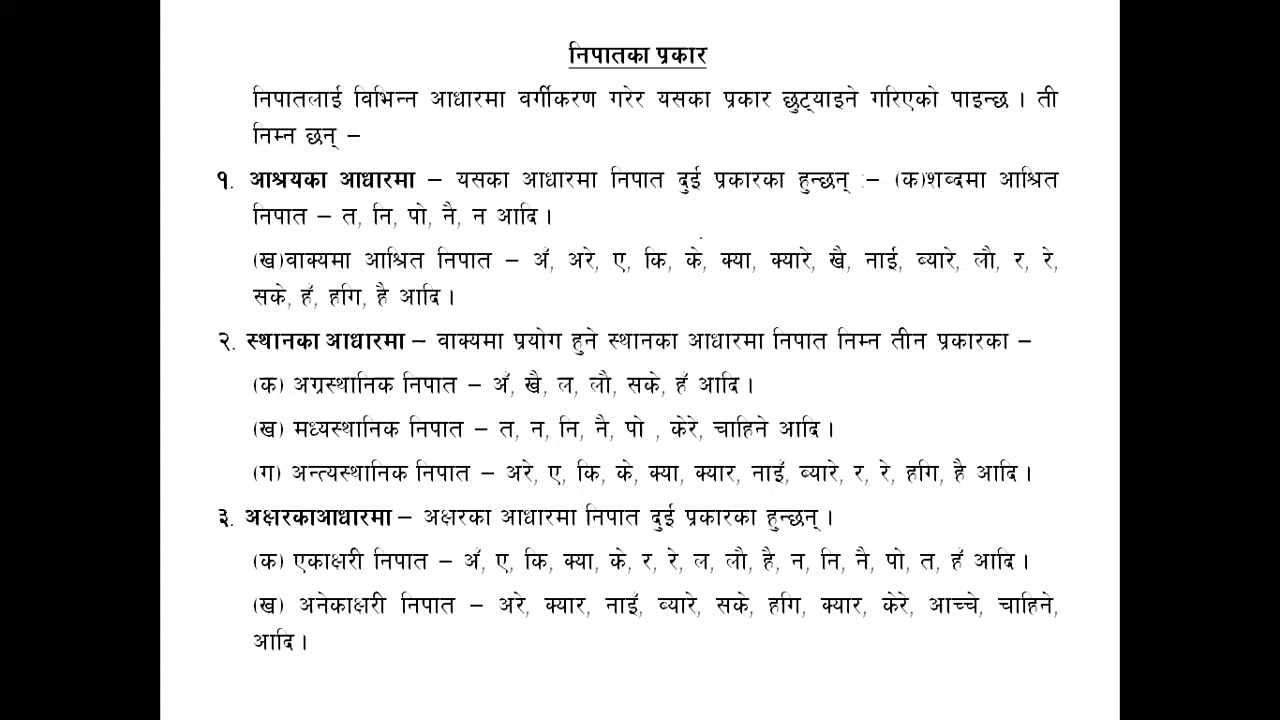 निपातका प्रकार
निपातलाई विभिन्न आधारमा वर्गीकरण गरेर यसका प्रकार छुट्याइने गरिएको पाइन्छ । ती
निम्न छन् –
१. आश्रयका आधारमा – यसका आधारमा निपात दुई प्रकारका हुन्छन् :– (क)शब्दमा आश्रित
निपात – त, नि, पो, नै, न आदि ।
(ख)वाक्यमा आश्रित निपात – अँ, अरे, ए, कि, के, क्या, क्यारे, खै, नाई, ब्यारे, लौ, र, रे,
सके, हँ, हगि, है आदि ।
२. स्थानका आधारमा – वाक्यमा प्रयोग हुने स्थानका आधारमा निपात निम्न तीन प्रकारका –
(क) अग्रस्थानिक निपात – अँ, खै, ल, लौ, सके, हँ आदि ।
(ख) मध्यस्थानिक निपात – त, न, नि, नै, पो , केरे, चाहिने आदि ।
(ग) अन्त्यस्थानिक निपात – अरे, ए, कि, के, क्या, क्यार, नाइँ, ब्यारे, र, रे, हगि, है आदि ।
३. अक्षरकाआधारमा – अक्षरका आधारमा निपात दुई प्रकारका हुन्छन् ।
(क) एकाक्षरी निपात – अँ, ए, कि, क्या, के, र, रे, ल, लौ, है, न, नि, नै, पो, त, हँ आदि ।
(ख) अनेकाक्षरी निपात – अरे, क्यार, नाइँ, ब्यारे, सके, हगि, क्यार, केरे, आच्चे, चाहिने,
आदि ।